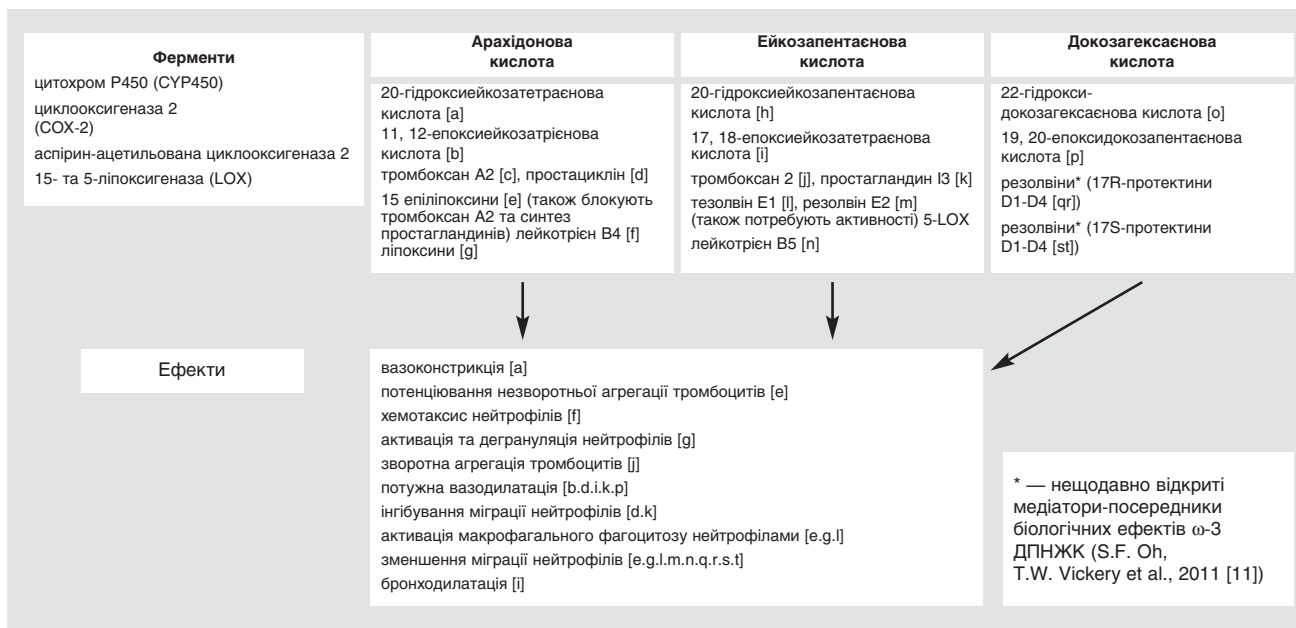 Ферменти
цитохром P450 (CYP450)
циклооксигеназа 2
(COX-2)
аспірин-ацетильована циклооксигеназа 2
15- та 5-ліпоксигеназа (LOX)
Арахідонова
кислота
20-гідроксиейкозатетраєнова
кислота [a]
11, 12-епоксиейкозатрієнова
кислота [b]
тромбоксан A2 [c], простациклін [d]
15 епіліпоксини [e] (також блокують
тромбоксан A2 та синтез
простагландинів) лейкотрієн B4 [f]
ліпоксини [g]
Ейкозапентаєнова
кислота
20-гідроксиейкозапентаєнова
кислота [h]
17, 18-епоксиейкозатетраєнова
кислота [i]
тромбоксан 2 [j], простагландин I3 [k]
тезолвін E1 [l], резолвін E2 [m]
(також потребують активності) 5-LOX
лейкотрієн B5 [n]
Докозагексаєнова
кислота
22-гідрокси-
докозагексаєнова кислота [o]
19, 20-епоксидокозапентаєнова
кислота [p]
резолвіни* (17R-протектини
D1-D4 [qr])
резолвіни* (17S-протектини
D1-D4 [st])
Ефекти
вазоконстрикція [a]
потенціювання незворотньої агрегації тромбоцитів [e]
хемотаксис нейтрофілів [f]
активація та дегрануляція нейтрофілів [g]
зворотна агрегація тромбоцитів [j]
потужна вазодилатація [b.d.i.k.p]
інгібування міграції нейтрофілів [d.k]
активація макрофагального фагоцитозу нейтрофілами [e.g.l]
зменшення міграції нейтрофілів [e.g.l.m.n.q.r.s.t]
бронходилатація [i]
* — нещодавно відкриті
медіатори-посередники
біологічних ефектів ω-3
ДПНЖК (S.F. Oh,
T.W. Vickery et al., 2011 [11])